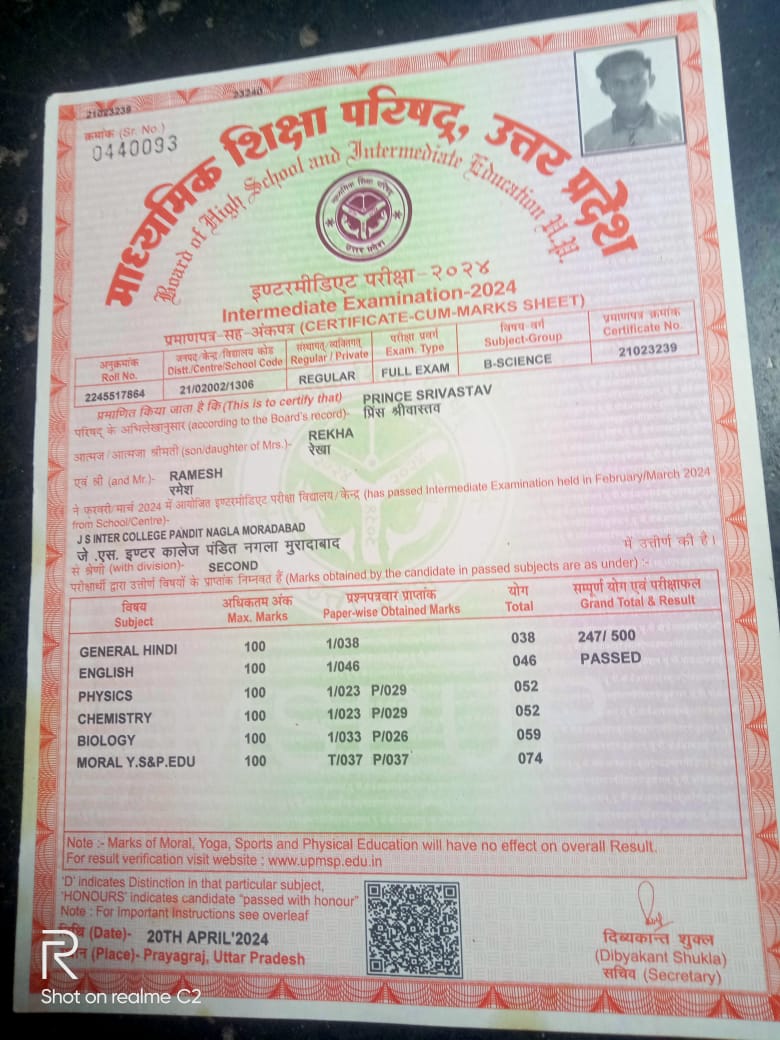 21023239
23240
क्रमांक (Sr. No.)
0440093
माध्यमिक शिक्षा परिषद्, उत्तर प्रदेश
Board of High School and Intermediate Education U.P.
माध्यमिक शिक्षा परिषद्
उत्तर प्रदेश
इण्टरमीडिएट परीक्षा-२०२४
Intermediate Examination-2024
प्रमाणपत्र-सह-अंकपत्र (CERTIFICATE-CUM-MARKS SHEET)
अनुक्रमांक जनपद/केन्द्र/विद्यालय कोड संस्थागत/व्यक्तिगत परीक्षा प्रवर्ग विषय वर्ग प्रमाणपत्र क्रमांक
Roll No. Distt./Centre/School Code Regular / Private Exam. Type Subject-Group Certificate No.
2245517864 21/02002/1306 REGULAR FULL EXAM B-SCIENCE 21023239
प्रमाणित किया जाता है कि (This is to certify that) PRINCE SRIVASTAV
परिषद् के अभिलेखानुसार (according to the Board's record)- प्रिंस श्रीवास्तव
आत्मज/आत्मजा श्रीमती (son/daughter of Mrs.)- REKHA
रेखा
एवं श्री (and Mr.)- RAMESH
रमेश
ने फरवरी/मार्च 2024 में आयोजित इण्टरमीडिएट परीक्षा विद्यालय/केन्द्र (has passed Intermediate Examination held in February/March 2024
from School/Centre)-
J S INTER COLLEGE PANDIT NAGLA MORADABAD
जे .एस. इण्टर कालेज पंडित नगला मुरादाबाद में उत्तीर्ण की है।
से श्रेणी (with division)- SECOND
परीक्षार्थी द्वारा उत्तीर्ण विषयों के प्राप्तांक निम्नवत हैं (Marks obtained by the candidate in passed subjects are as under) :-
विषय अधिकतम अंक प्रश्नपत्रवार प्राप्तांक योग सम्पूर्ण योग एवं परीक्षाफल
Subject Max. Marks Paper-wise Obtained Marks Total Grand Total & Result
GENERAL HINDI 100 1/038 038 247/ 500
ENGLISH 100 1/046 046 PASSED
PHYSICS 100 1/023 P/029 052
CHEMISTRY 100 1/023 P/029 052
BIOLOGY 100 1/033 P/026 059
MORAL Y.S&P.EDU 100 T/037 P/037 074
Note :- Marks of Moral, Yoga, Sports and Physical Education will have no effect on overall Result.
For result verification visit website : www.upmsp.edu.in
'D' indicates Distinction in that particular subject,
'HONOURS' indicates candidate "passed with honour"
Note : For Important Instructions see overleaf
(Date)- 20TH APRIL'2024
(Place)- Prayagraj, Uttar Pradesh
दिब्यकान्त शुक्ल
(Dibyakant Shukla)
सचिव (Secretary)
R
Shot on realme C2